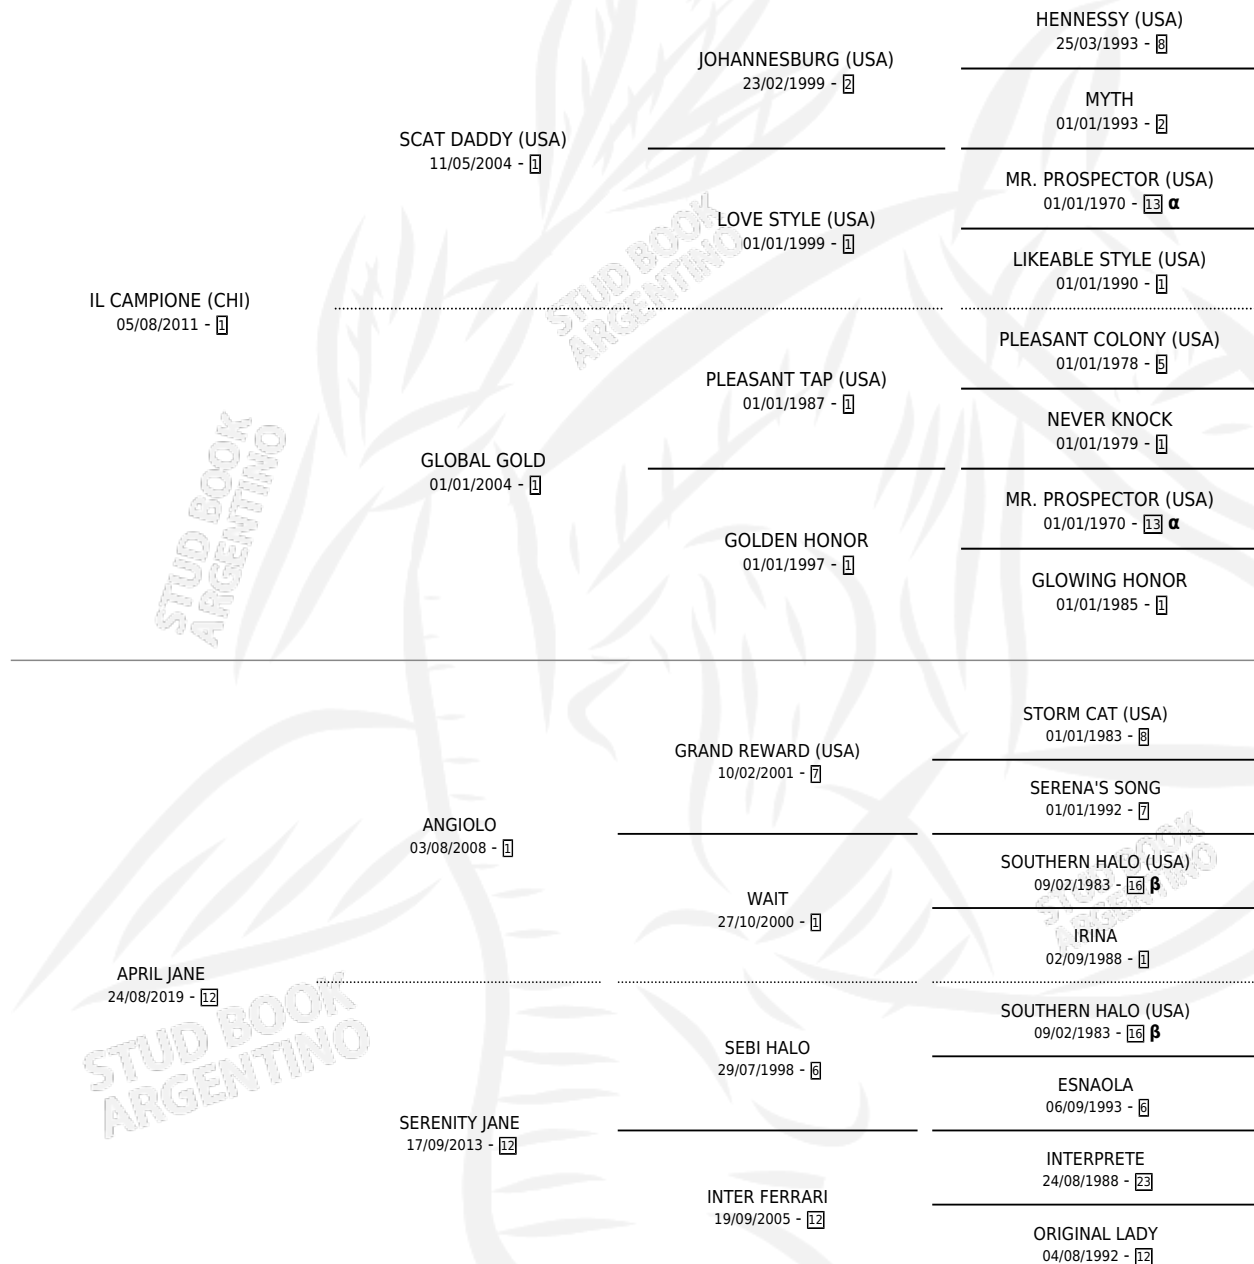 HENNESSY (USA)
25/03/1993 - 8
JOHANNESBURG (USA)
23/02/1999 - 2
MYTH
01/01/1993 - 2
SCAT DADDY (USA)
11/05/2004 - 1
MR. PROSPECTOR (USA)
01/01/1970 - 13 α
LOVE STYLE (USA)
01/01/1999 - 1
LIKEABLE STYLE (USA)
01/01/1990 - 1
IL CAMPIONE (CHI)
05/08/2011 - 1
PLEASANT COLONY (USA)
01/01/1978 - 5
PLEASANT TAP (USA)
01/01/1987 - 1
NEVER KNOCK
01/01/1979 - 1
GLOBAL GOLD
01/01/2004 - 1
MR. PROSPECTOR (USA)
01/01/1970 - 13 α
GOLDEN HONOR
01/01/1997 - 1
GLOWING HONOR
01/01/1985 - 1
STORM CAT (USA)
01/01/1983 - 8
GRAND REWARD (USA)
10/02/2001 - 7
SERENA'S SONG
01/01/1992 - 7
ANGIOLO
03/08/2008 - 1
SOUTHERN HALO (USA)
09/02/1983 - 16 β
WAIT
27/10/2000 - 1
IRINA
02/09/1988 - 1
APRIL JANE
24/08/2019 - 12
SOUTHERN HALO (USA)
09/02/1983 - 16 β
SEBI HALO
29/07/1998 - 6
ESNAOLA
06/09/1993 - 6
SERENITY JANE
17/09/2013 - 12
INTERPRETE
24/08/1988 - 23
INTER FERRARI
19/09/2005 - 12
ORIGINAL LADY
04/08/1992 - 12
STUD BOOK
ARGENTINO
STUD BOOK
ARGENTINO
STUD BOOK
ARGENTINO
STUD BOOK
ARGENTINO